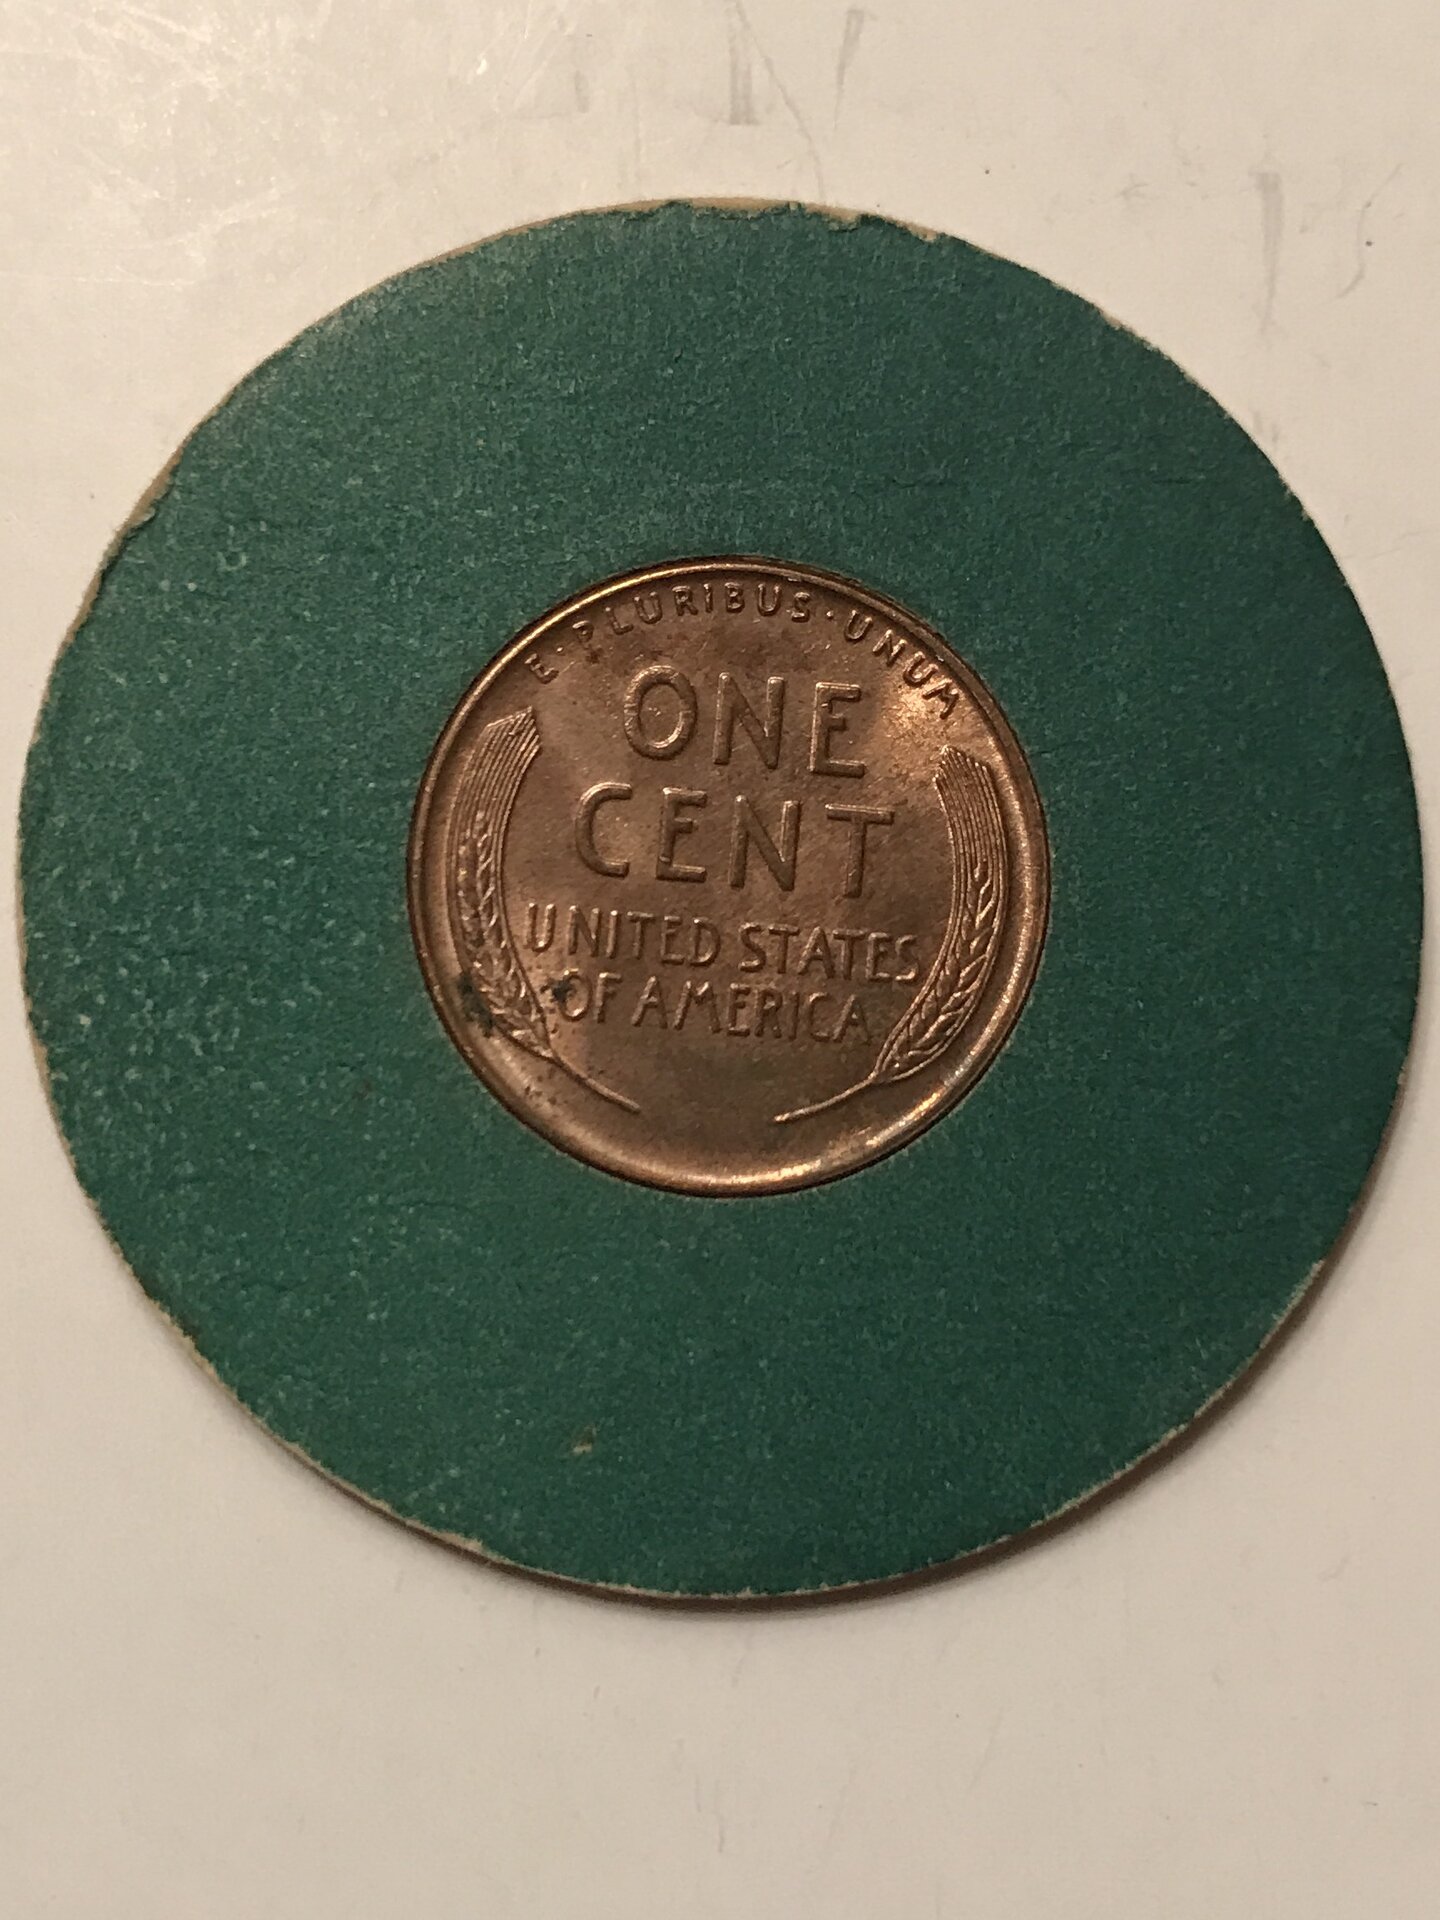 E·PLURIBUS·UNUM
ONE
CENT
UNITED STATES
OF AMERICA